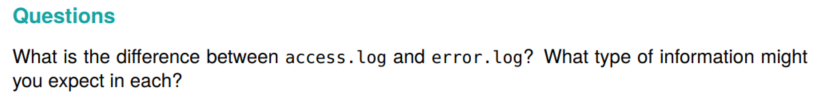 Questions
What is the difference between access.log and error.log? What type of information might
you expect in each?